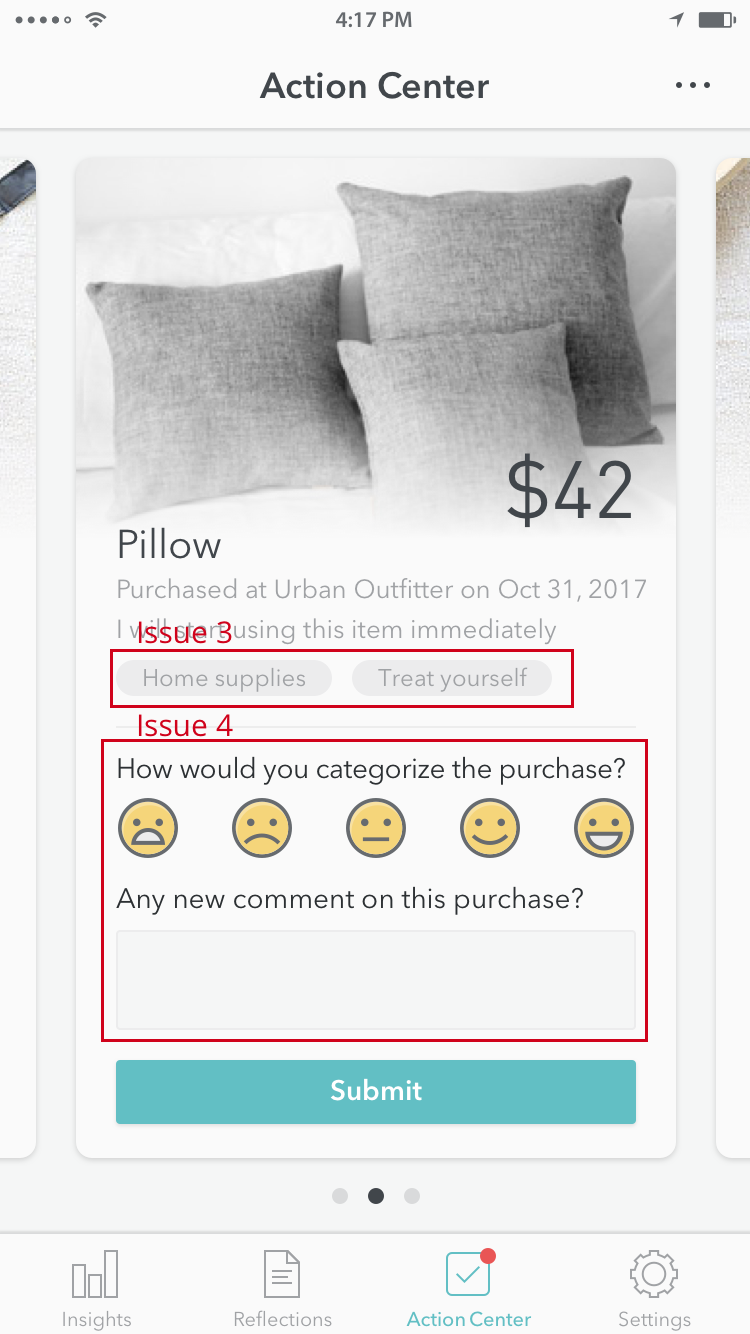 4:17 PM
Action Center
$42
Pillow
Purchased at Urban Outfitter on Oct 31, 2017
I will start using this item immediately
Issue 3
Home supplies Treat yourself
Issue 4
How would you categorize the purchase?
Any new comment on this purchase?
Submit
Insights Reflections Action Center Settings